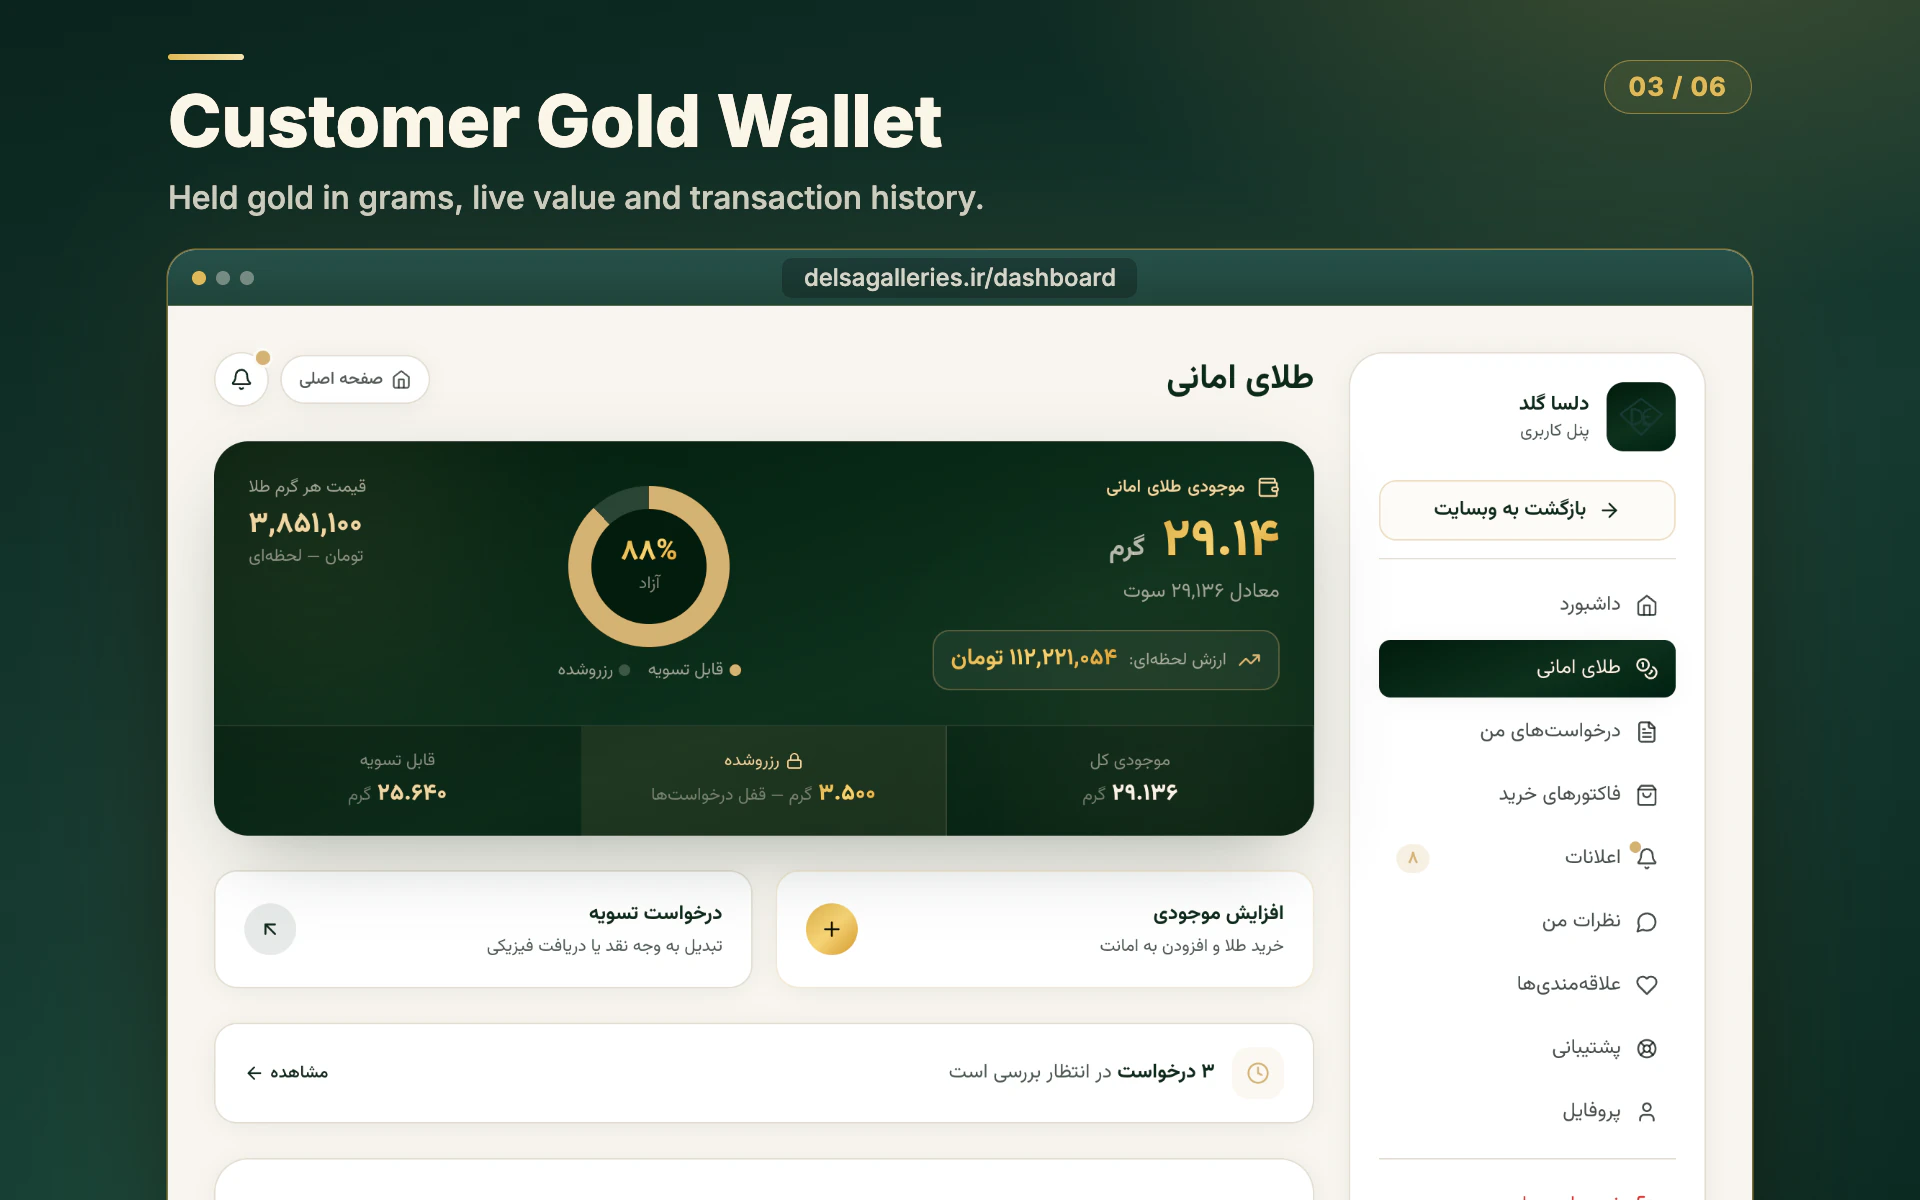 Customer Gold Wallet
03 / 06
Held gold in grams, live value and transaction history.
delsagalleries.ir/dashboard
دلسا گلد
پنل کاربری
بازگشت به وبسایت
داشبورد
طلای امانی
درخواست‌های من
فاکتورهای خرید
اعلانات
۸
نظرات من
علاقه‌مندی‌ها
پشتیبانی
پروفایل
طلای امانی
صفحه اصلی
موجودی طلای امانی
۲۹.۱۴ گرم
معادل ۲۹,۱۳۶ سوت
ارزش لحظه‌ای: ۱۱۲,۲۲۱,۰۵۴ تومان
۸۸%
آزاد
قابل تسویه
رزروشده
قیمت هر گرم طلا
۳,۸۵۱,۱۰۰
تومان — لحظه‌ای
موجودی کل
۲۹.۱۳۶ گرم
رزروشده
۳.۵۰۰ گرم — قفل درخواست‌ها
قابل تسویه
۲۵.۶۴۰ گرم
افزایش موجودی
خرید طلا و افزودن به امانت
درخواست تسویه
تبدیل به وجه نقد یا دریافت فیزیکی
۳ درخواست در انتظار بررسی است
مشاهده